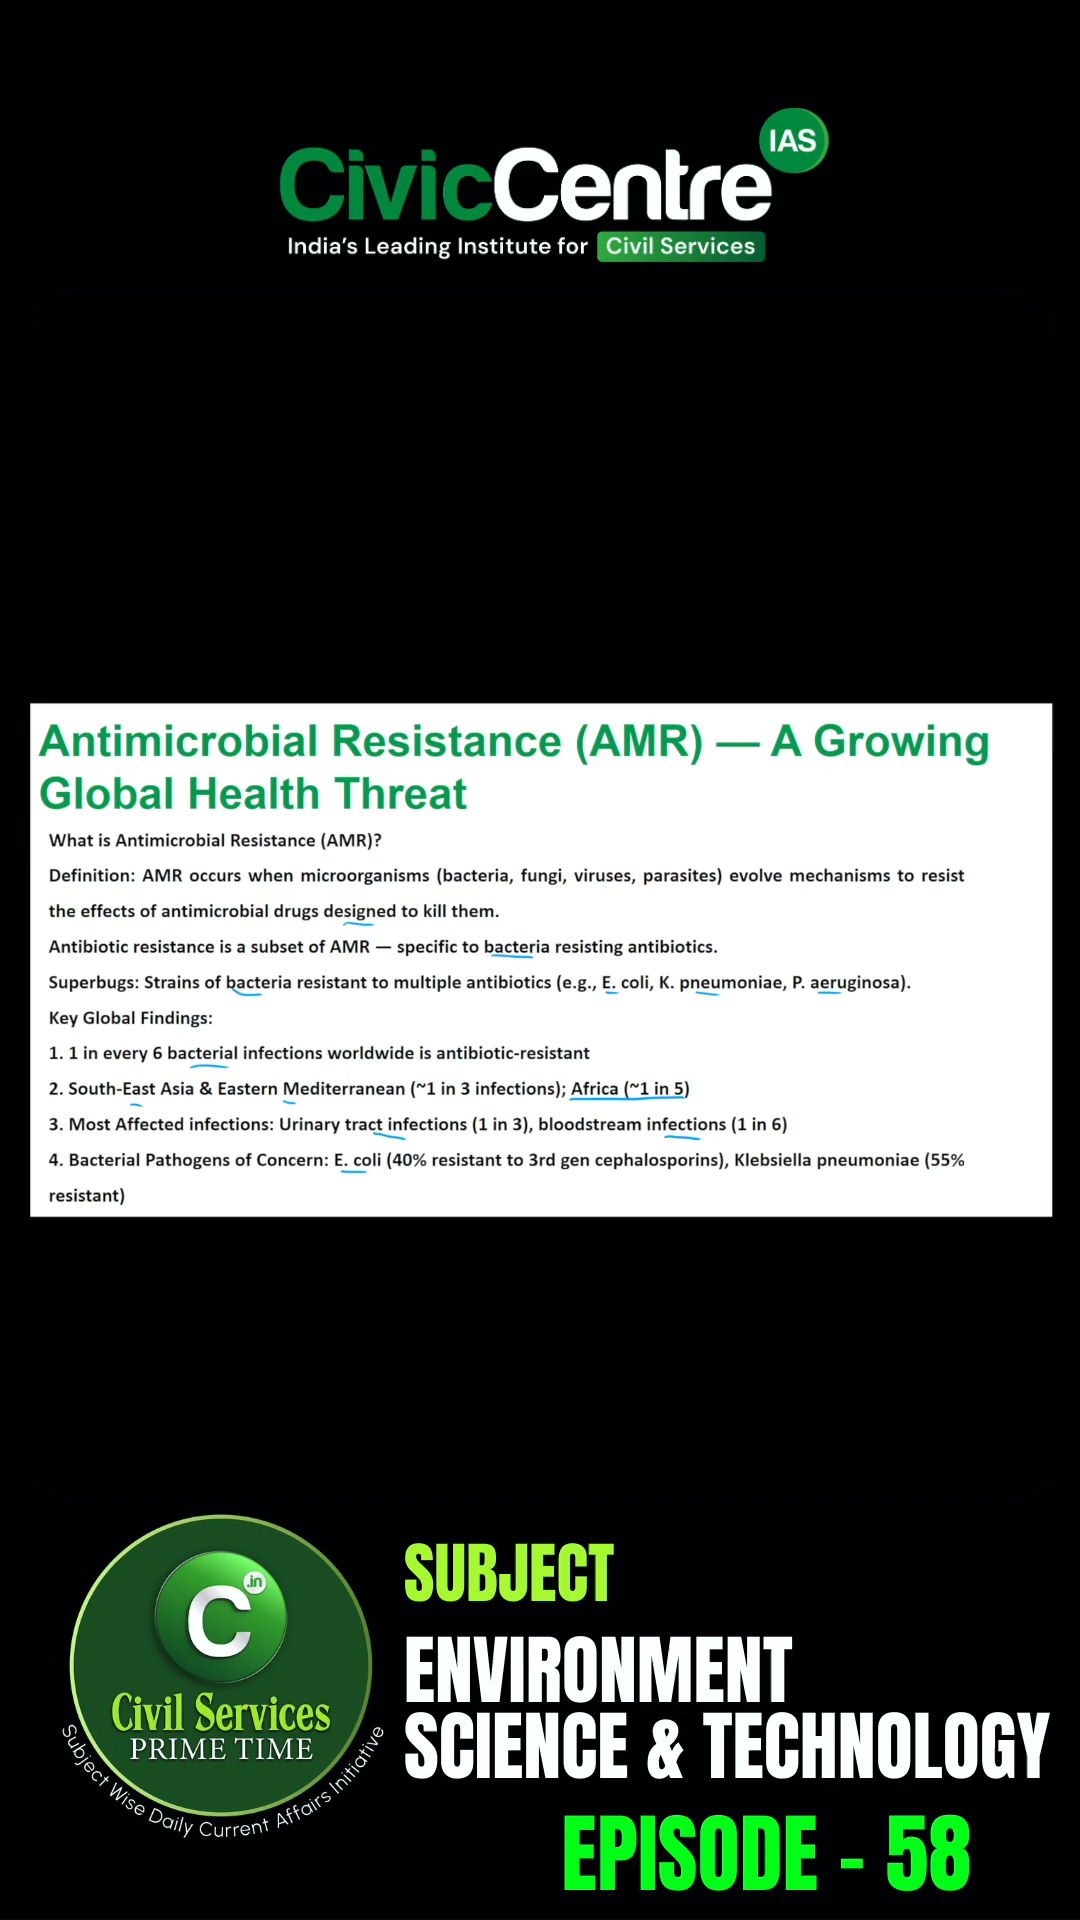 CivicCentre IAS
India's Leading Institute for Civil Services
Antimicrobial Resistance (AMR) — A Growing
Global Health Threat
What is Antimicrobial Resistance (AMR)?
Definition: AMR occurs when microorganisms (bacteria, fungi, viruses, parasites) evolve mechanisms to resist
the effects of antimicrobial drugs designed to kill them.
Antibiotic resistance is a subset of AMR — specific to bacteria resisting antibiotics.
Superbugs: Strains of bacteria resistant to multiple antibiotics (e.g., E. coli, K. pneumoniae, P. aeruginosa).
Key Global Findings:
1. 1 in every 6 bacterial infections worldwide is antibiotic-resistant
2. South-East Asia & Eastern Mediterranean (~1 in 3 infections); Africa (~1 in 5)
3. Most Affected infections: Urinary tract infections (1 in 3), bloodstream infections (1 in 6)
4. Bacterial Pathogens of Concern: E. coli (40% resistant to 3rd gen cephalosporins), Klebsiella pneumoniae (55%
resistant)
C .in
Civil Services
PRIME TIME
Subject Wise Daily Current Affairs Initiative
SUBJECT
ENVIRONMENT
SCIENCE & TECHNOLOGY
EPISODE - 58